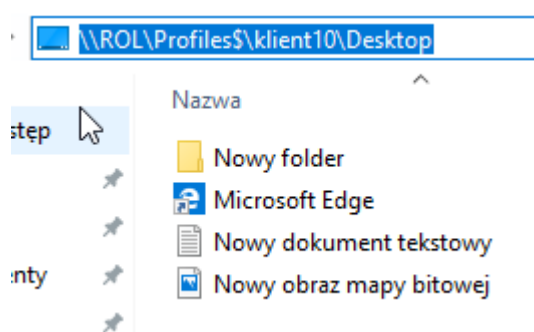 \\ROL\Profiles$\klient10\Desktop
Nazwa
stęp
Nowy folder
Microsoft Edge
Nowy dokument tekstowy
enty
Nowy obraz mapy bitowej